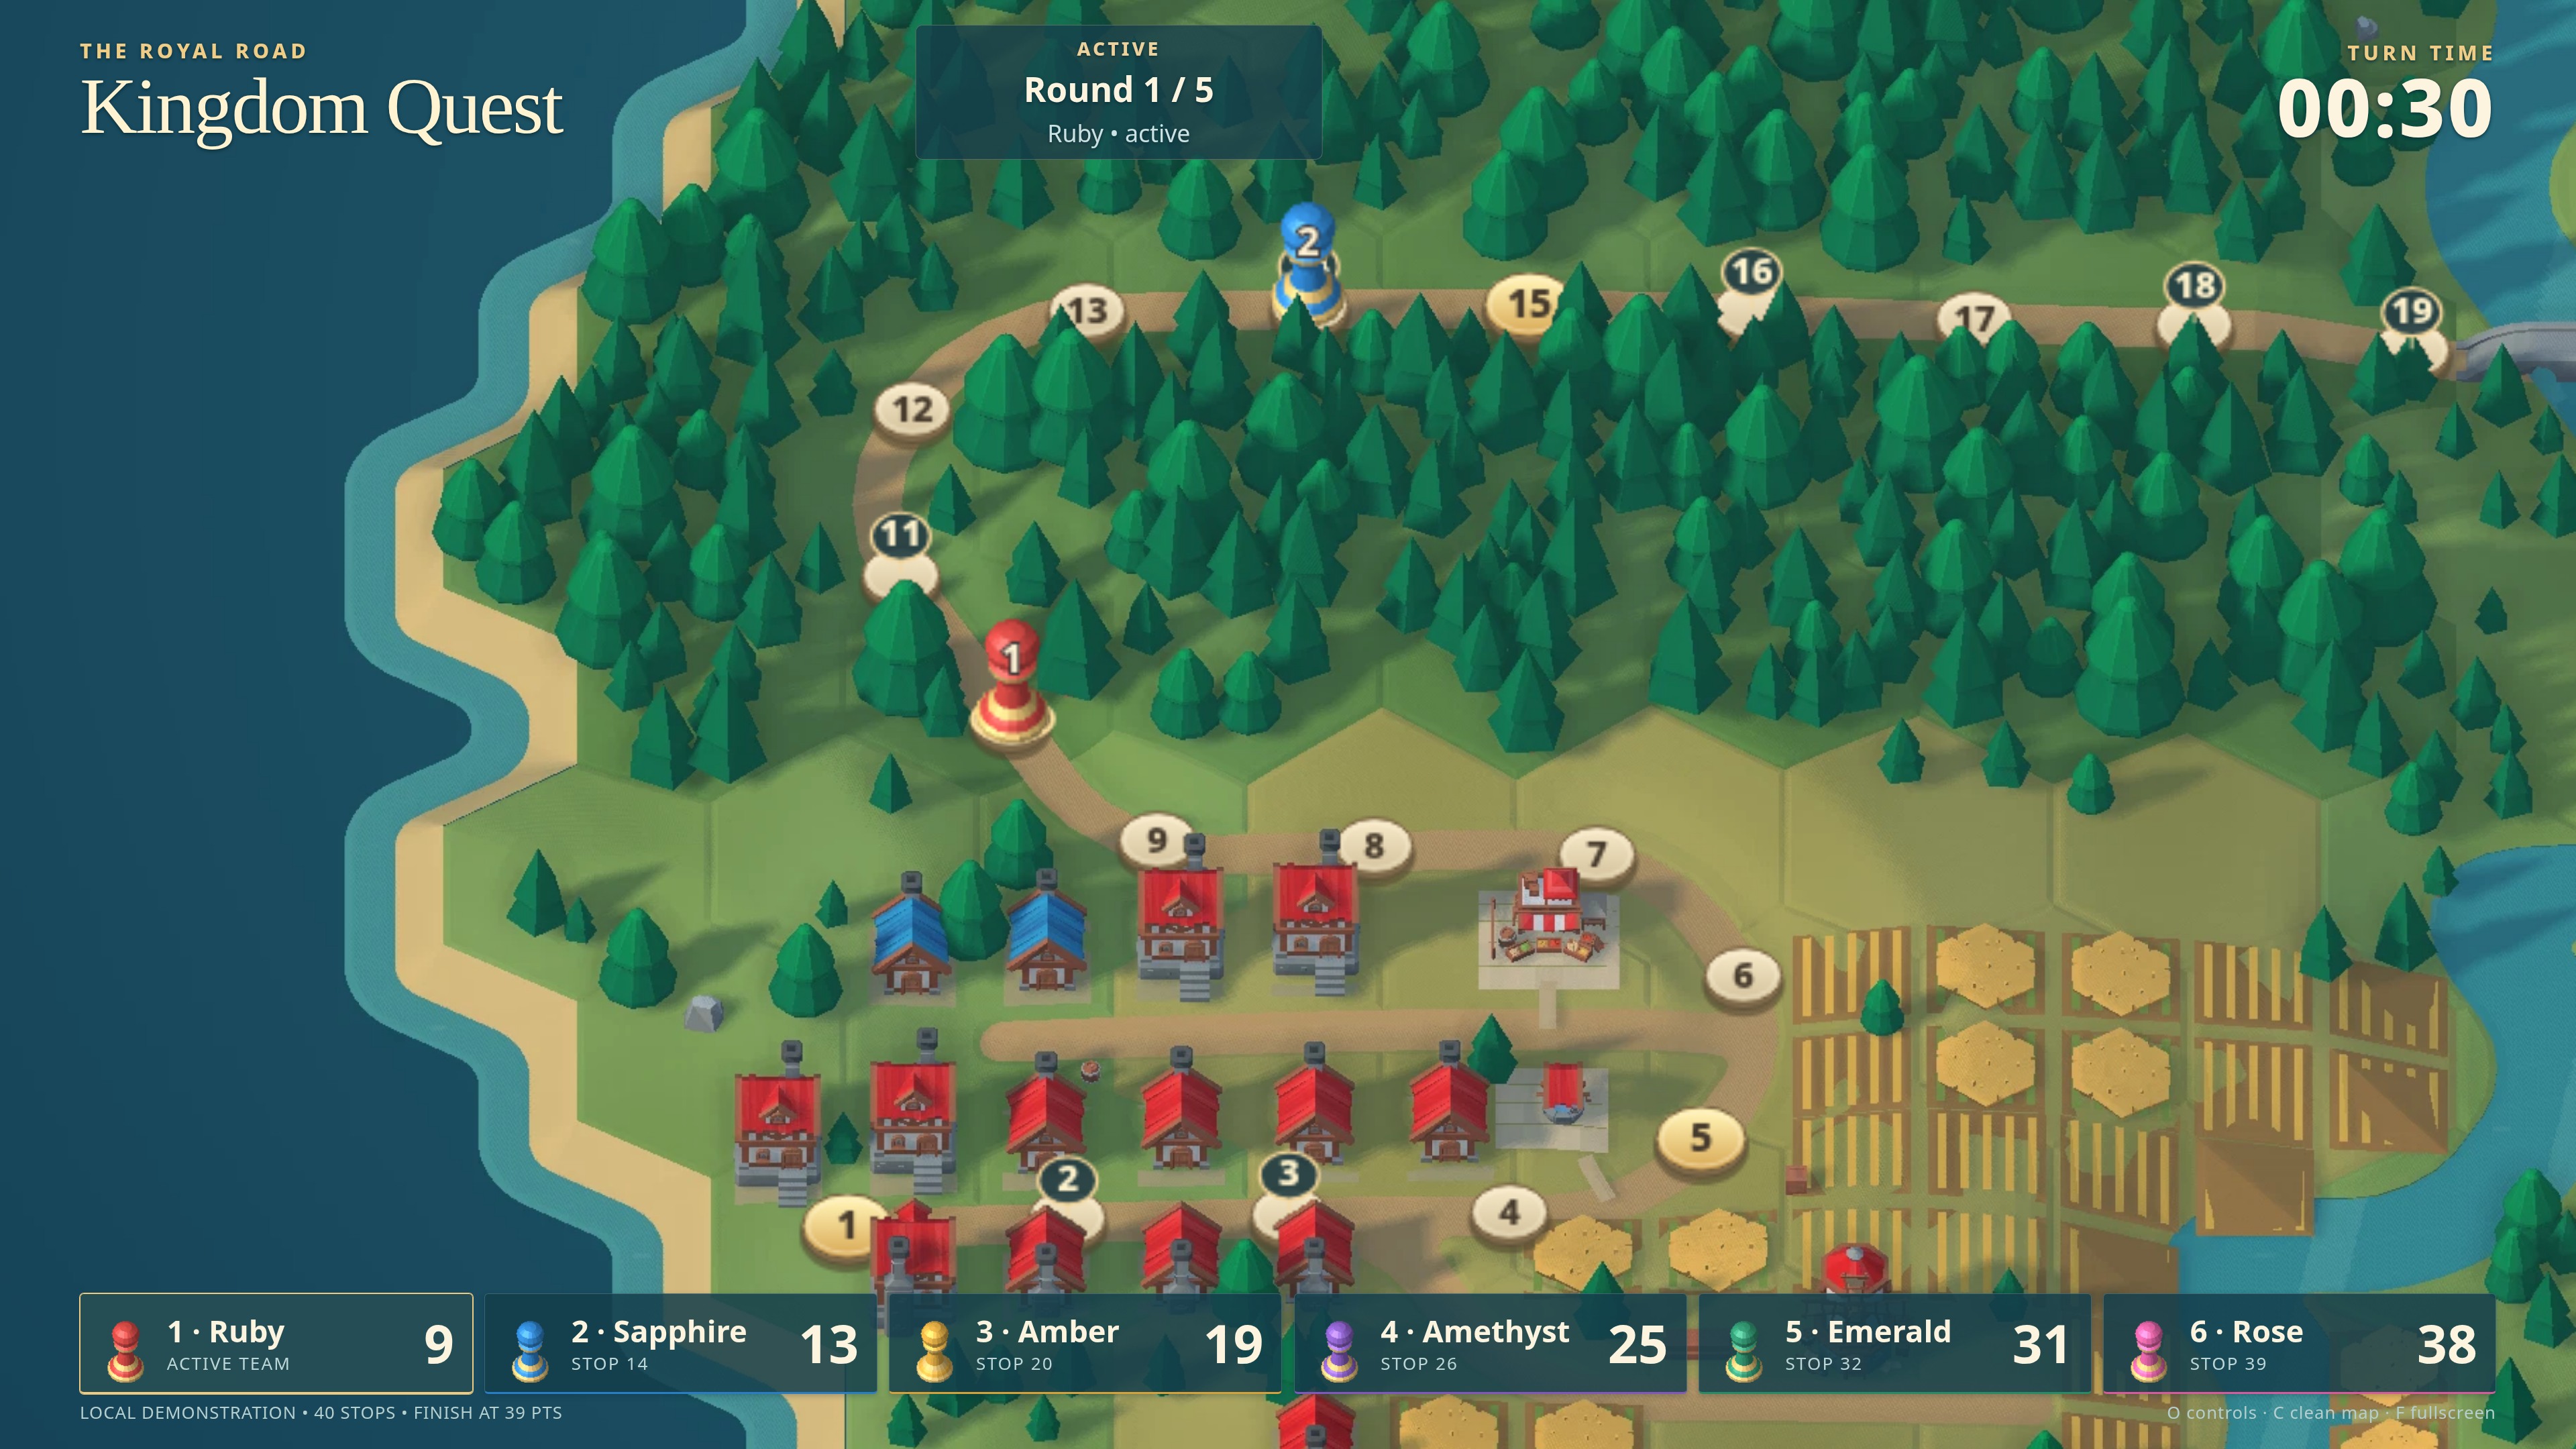 THE ROYAL ROAD
Kingdom Quest
ACTIVE
Round 1 / 5
Ruby • active
TURN TIME
00:30
2
13
15
16
17
18
19
12
11
1
9
8
7
6
5
2
3
4
1
1 · Ruby
ACTIVE TEAM
9
2 · Sapphire
STOP 14
13
3 · Amber
STOP 20
19
4 · Amethyst
STOP 26
25
5 · Emerald
STOP 32
31
6 · Rose
STOP 39
38
LOCAL DEMONSTRATION • 40 STOPS • FINISH AT 39 PTS
O controls · C clean map · F fullscreen